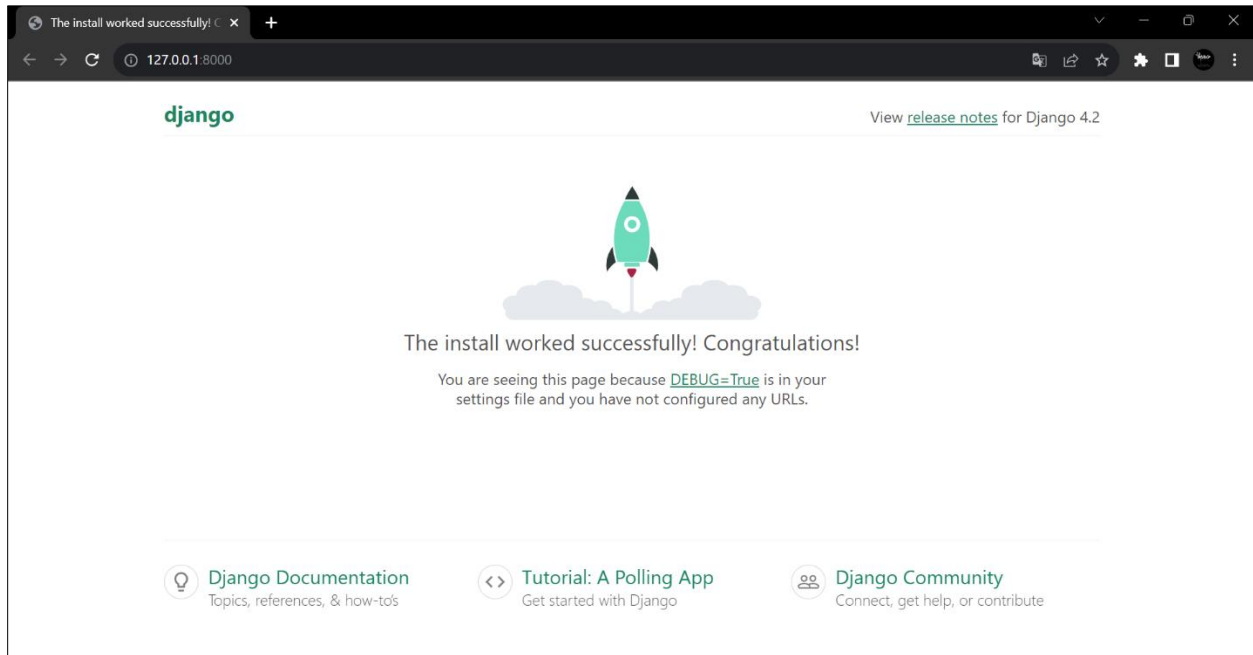 The install worked successfully! C
127.0.0.1:8000
django
View release notes for Django 4.2
The install worked successfully! Congratulations!
You are seeing this page because DEBUG=True is in your
settings file and you have not configured any URLs.
Django Documentation
Topics, references, & how-to's
Tutorial: A Polling App
Get started with Django
Django Community
Connect, get help, or contribute